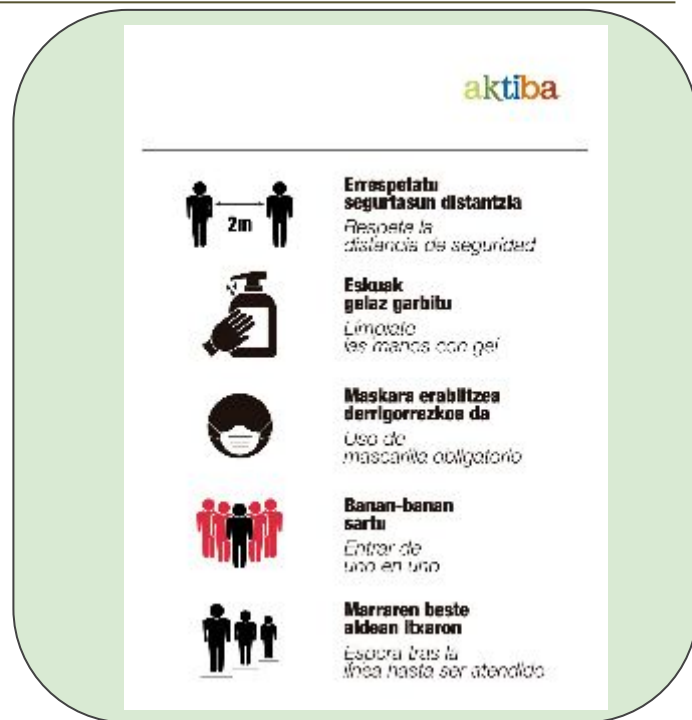 aktiba
2m
Errespetatu
segurtasun distantzia
Respeta la
distancia de seguridad
Eskuak
gelaz garbitu
Límpiate
las manos con gel
Maskara erabiltzea
derrigorrezkoa da
Uso de
mascarilla obligatorio
Banan-banan
sartu
Entrar de
uno en uno
Marraren beste
aldean itxaron
Espera tras la
línea hasta ser atendido